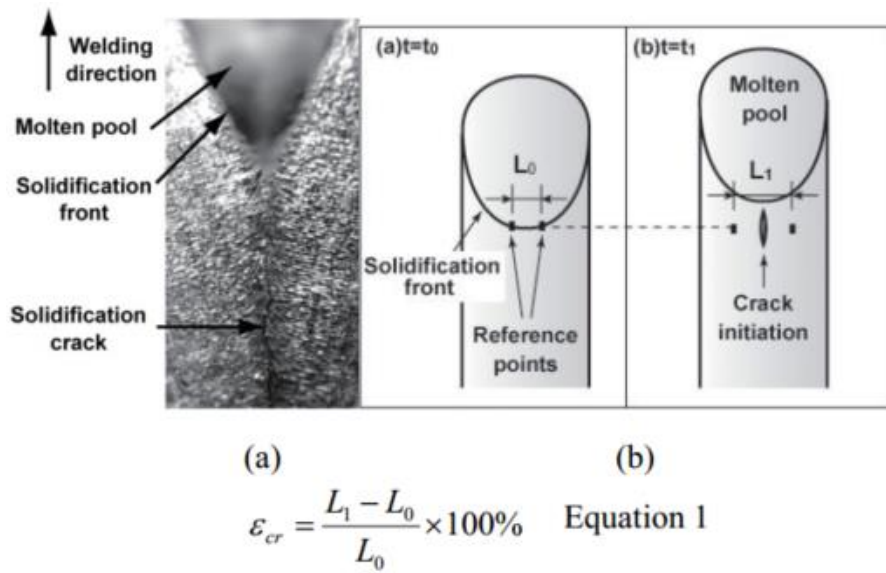 Welding
direction
Molten pool
Solidification
front
Solidification
crack
(a)t=t₀
L₀
Solidification
front
Reference
points
(b)t=t₁
Molten
pool
L₁
Crack
initiation
(a)
(b)
ε_cr = (L₁ − L₀) / L₀ ×100% Equation 1